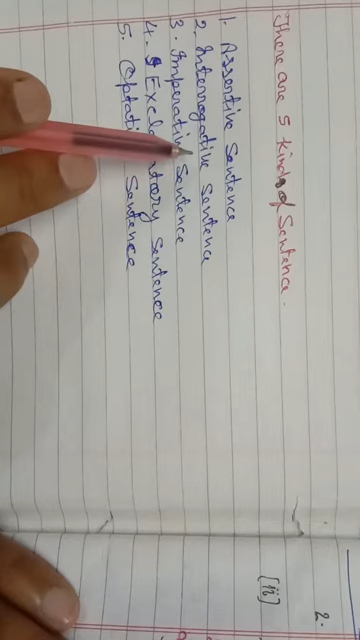 There are 5 kinds of Sentence.
1. Assertive Sentence
2. Interrogative Sentence
3. Imperative Sentence
4. Exclamatory Sentence
5. Optative Sentence
2.
[ii]